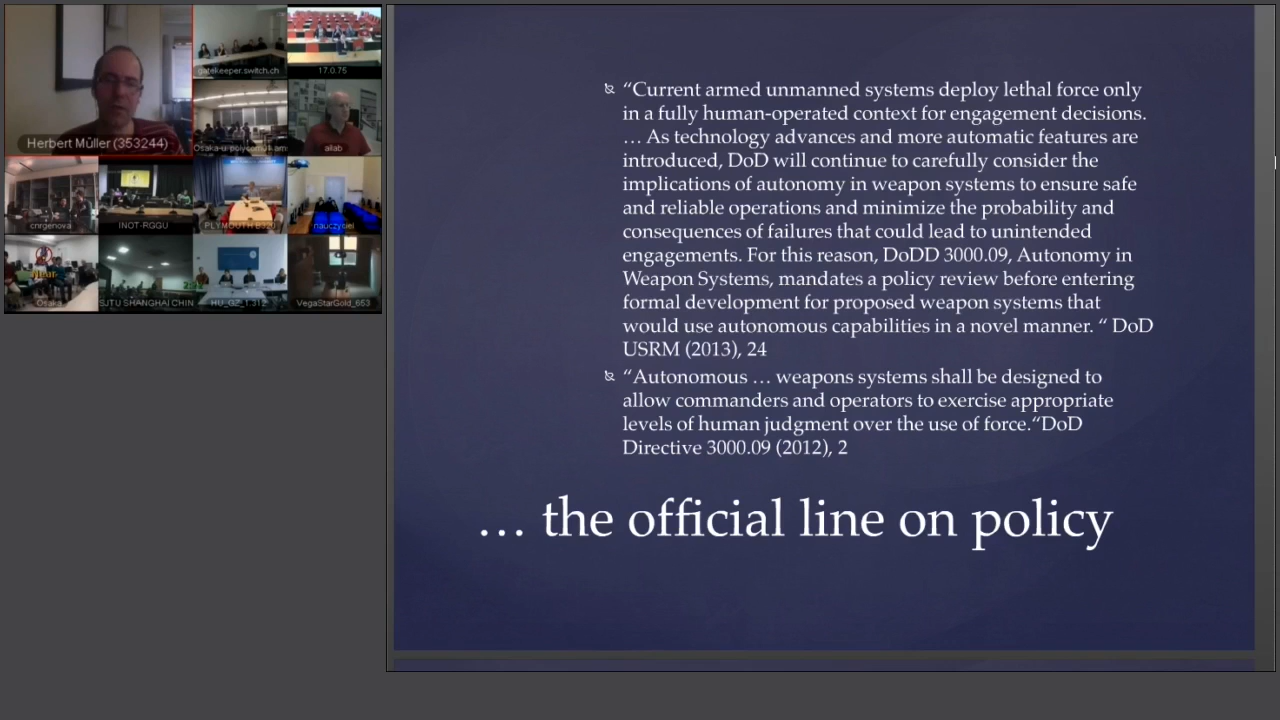 Herbert Müller (353244)
gatekeeper.switch.ch
17.0.75
ailab
cnrgenova
INOT-RGGU
PLYMOUTH B320
nauczyciel
Osaka
SJTU SHANGHAI CHIN
HU_GZ_1.312
VegaStarGold_653
“Current armed unmanned systems deploy lethal force only
in a fully human-operated context for engagement decisions.
… As technology advances and more automatic features are
introduced, DoD will continue to carefully consider the
implications of autonomy in weapon systems to ensure safe
and reliable operations and minimize the probability and
consequences of failures that could lead to unintended
engagements. For this reason, DoDD 3000.09, Autonomy in
Weapon Systems, mandates a policy review before entering
formal development for proposed weapon systems that
would use autonomous capabilities in a novel manner. “ DoD
USRM (2013), 24
“Autonomous … weapons systems shall be designed to
allow commanders and operators to exercise appropriate
levels of human judgment over the use of force.“DoD
Directive 3000.09 (2012), 2
… the official line on policy